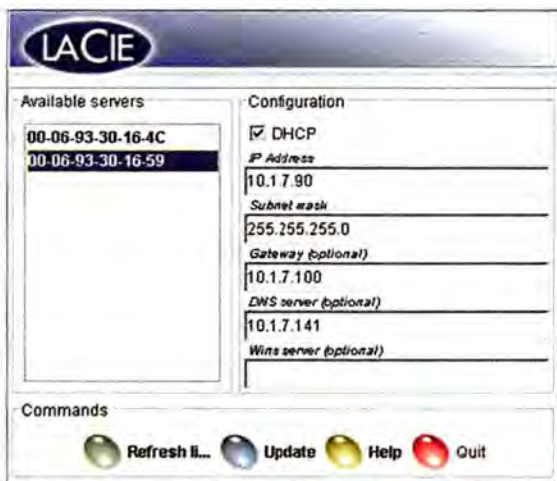 LACIE
Available servers
00-06-93-30-16-4C
00-06-93-30-16-59
Configuration
DHCP
IP Address
10.1.7.90
Subnet mask
255.255.255.0
Gateway (optional)
10.1.7.100
DNS server (optional)
10.1.7.141
Wins server (optional)
Commands
Refresh li... Update Help Quit